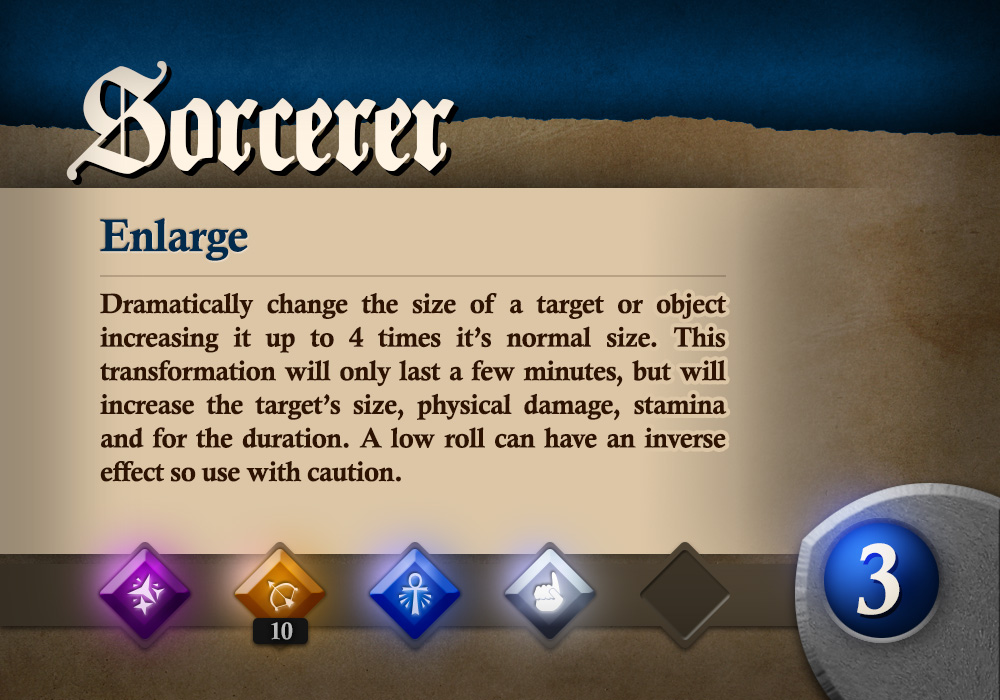 Sorcerer
Enlarge
Dramatically change the size of a target or object
increasing it up to 4 times it’s normal size. This
transformation will only last a few minutes, but will
increase the target’s size, physical damage, stamina
and for the duration. A low roll can have an inverse
effect so use with caution.
10
3